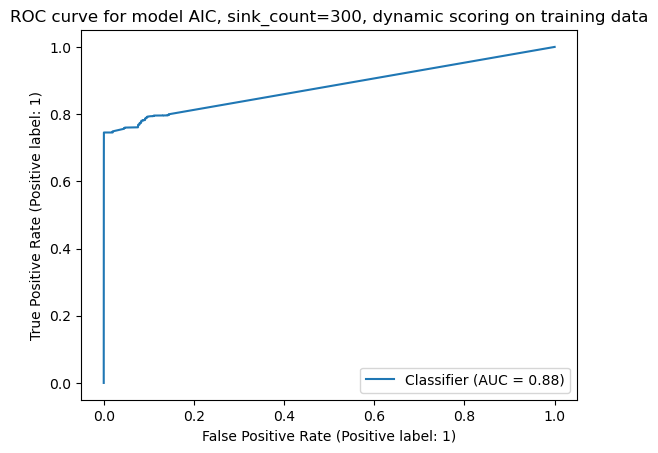 ROC curve for model AIC, sink_count=300, dynamic scoring on training data
1.0
0.8
0.6
0.4
0.2
0.0
True Positive Rate (Positive label: 1)
Classifier (AUC = 0.88)
0.0 0.2 0.4 0.6 0.8 1.0
False Positive Rate (Positive label: 1)